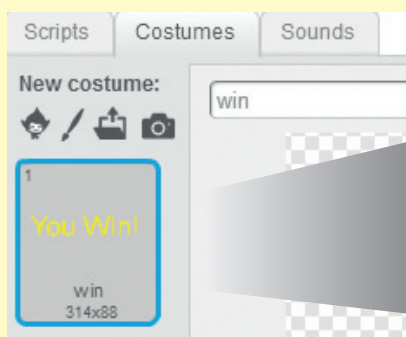 Scripts Costumes Sounds
New costume:
win
1
You Win!
win
314x88